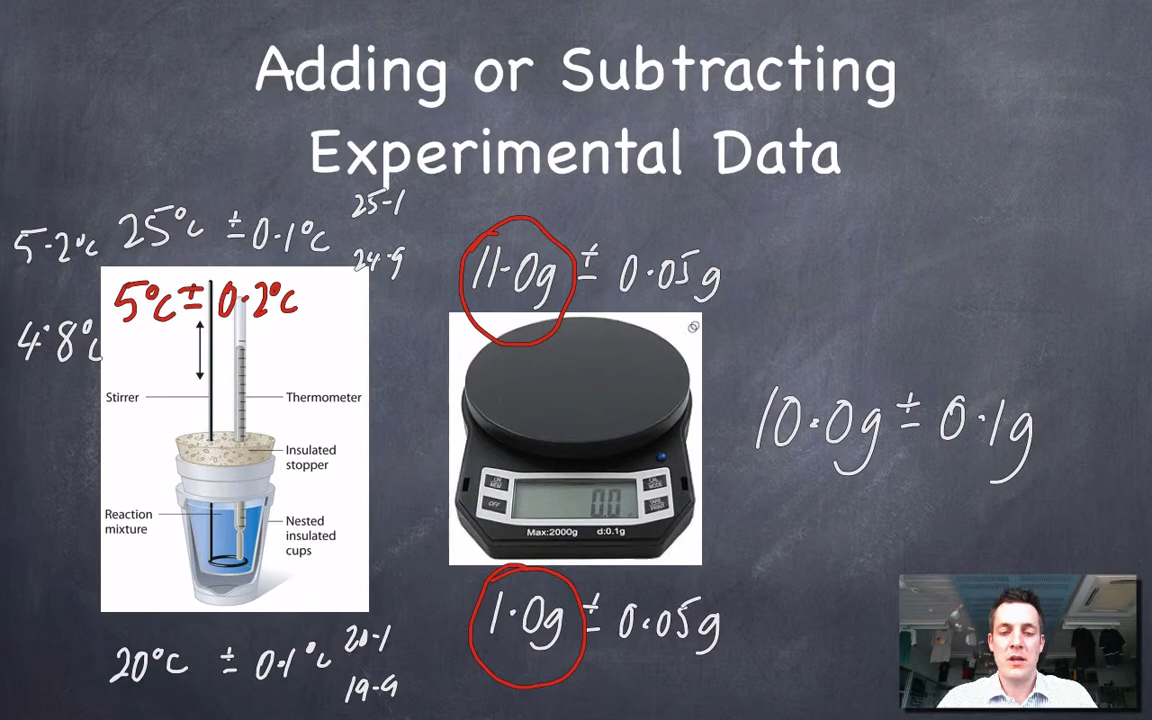 Adding or Subtracting
Experimental Data
25.1
25°C ± 0.1°C
5.2°C
24.9
11.0g ± 0.05g
5°C ± 0.2°C
4.8°C
Stirrer
Thermometer
10.0g ± 0.1g
Insulated
stopper
OFF
0.0
Reaction
mixture
Nested
insulated
cups
Max:2000g d:0.1g
1.0g ± 0.05g
20.1
20°C ± 0.1°C
19.9